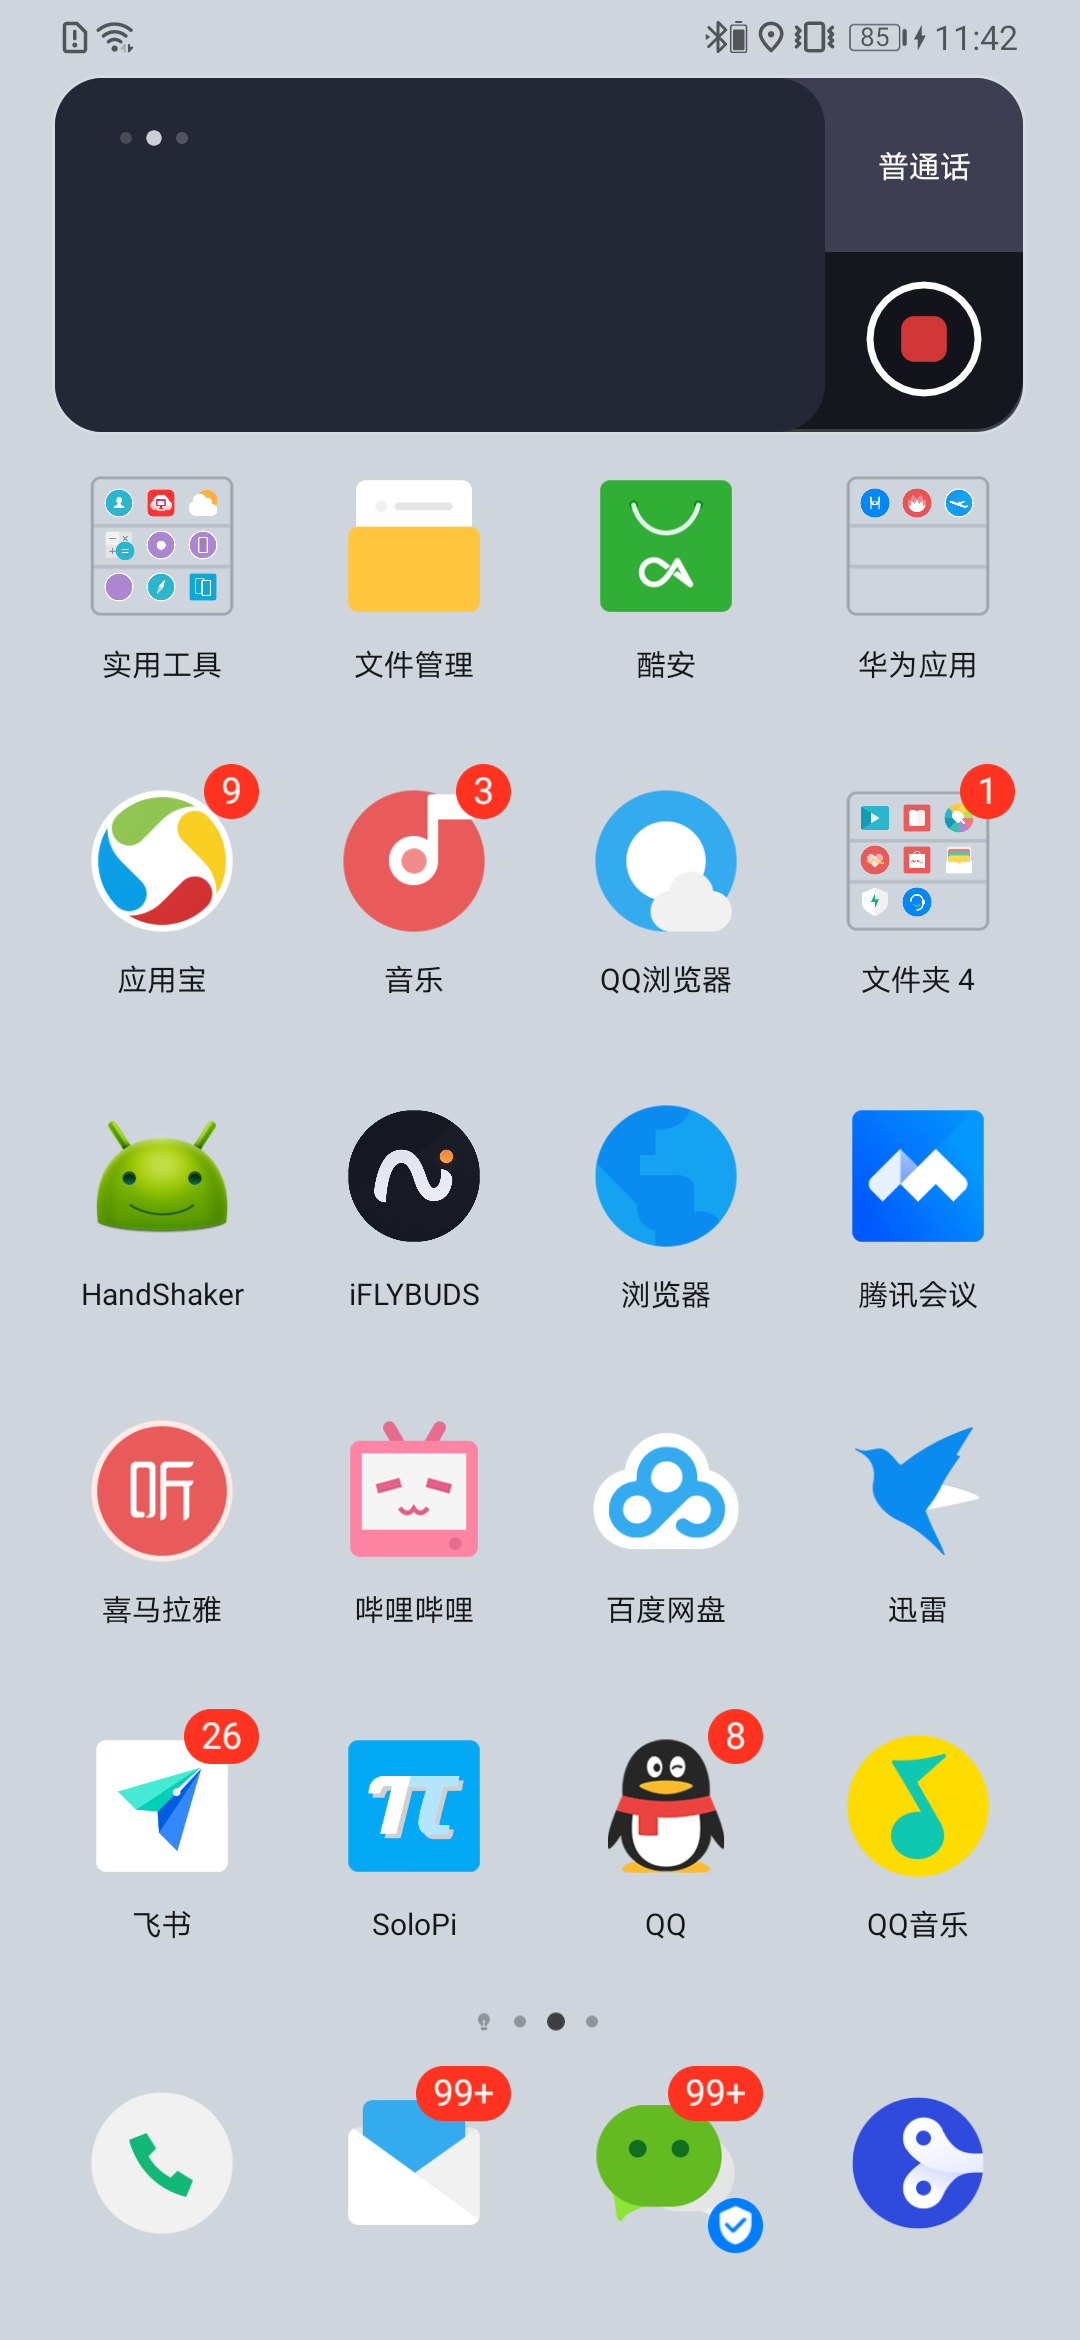 85 11:42
普通话
实用工具 文件管理 酷安 华为应用
9 3 1
应用宝 音乐 QQ浏览器 文件夹 4
HandShaker iFLYBUDS 浏览器 腾讯会议
听
喜马拉雅 哔哩哔哩 百度网盘 迅雷
26 8
飞书 SoloPi QQ QQ音乐
99+ 99+